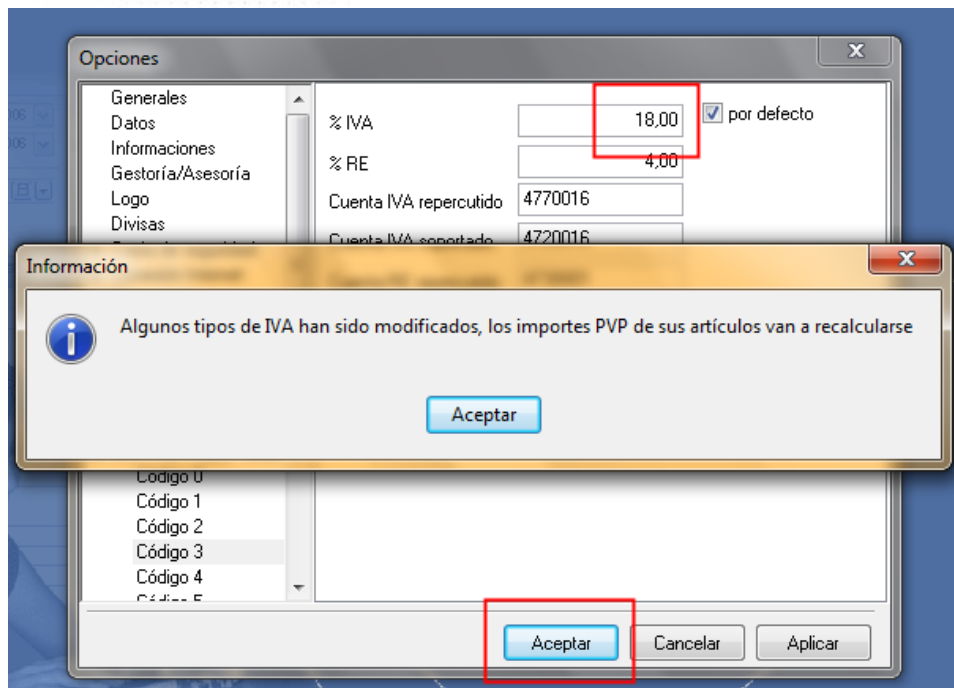 Opciones
Generales
Datos
Informaciones
Gestoría/Asesoría
Logo
Divisas
% IVA 18,00 por defecto
% RE 4,00
Cuenta IVA repercutido 4770016
Cuenta IVA soportado 4720016
Información
Algunos tipos de IVA han sido modificados, los importes PVP de sus artículos van a recalcularse
Aceptar
Código 0
Código 1
Código 2
Código 3
Código 4
Código 5
Aceptar Cancelar Aplicar